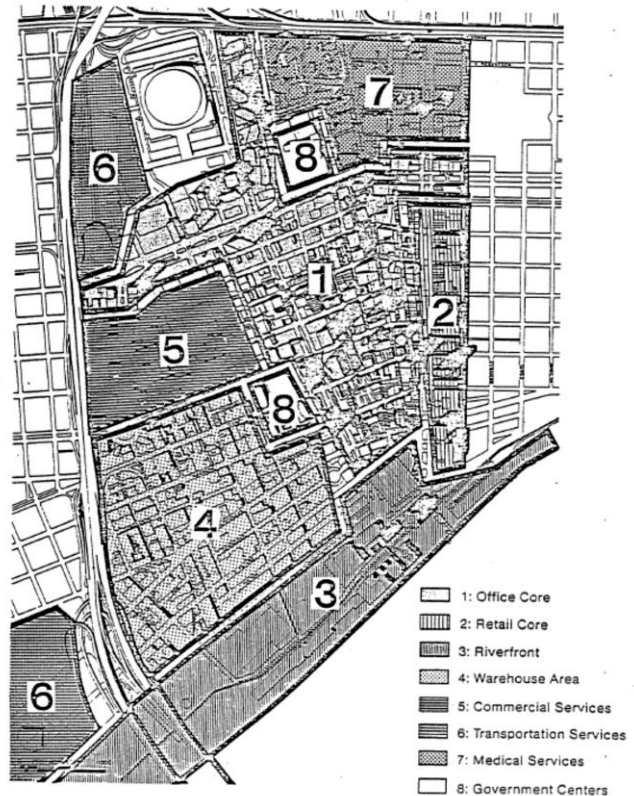 7
6
8
1
2
5
8
4
3
6
1: Office Core
2: Retail Core
3: Riverfront
4: Warehouse Area
5: Commercial Services
6: Transportation Services
7: Medical Services
8: Government Centers